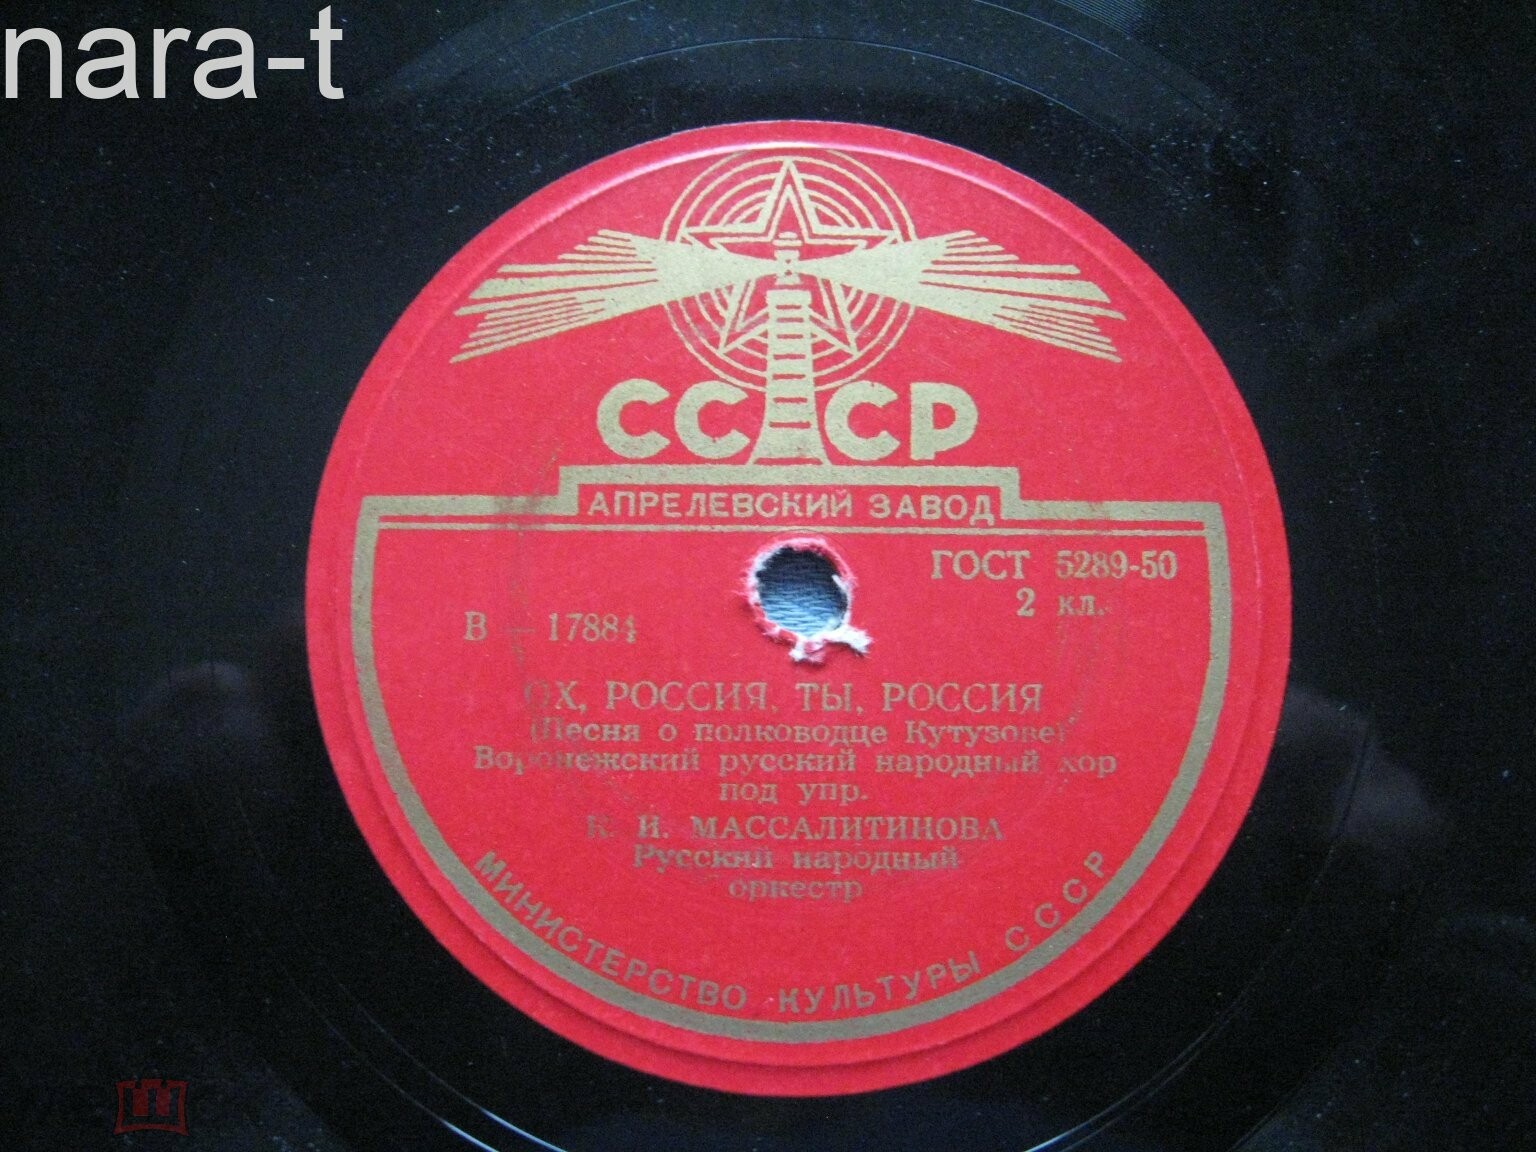 nara-t
СССР
АПРЕЛЕВСКИЙ ЗАВОД
ГОСТ 5289-50
2 кл.
В — 17884
ОХ, РОССИЯ, ТЫ, РОССИЯ
(Песня о полководце Кутузове)
Воронежский русский народный хор
под упр.
К. И. МАССАЛИТИНОВА
Русский народный
оркестр
МИНИСТЕРСТВО КУЛЬТУРЫ СССР